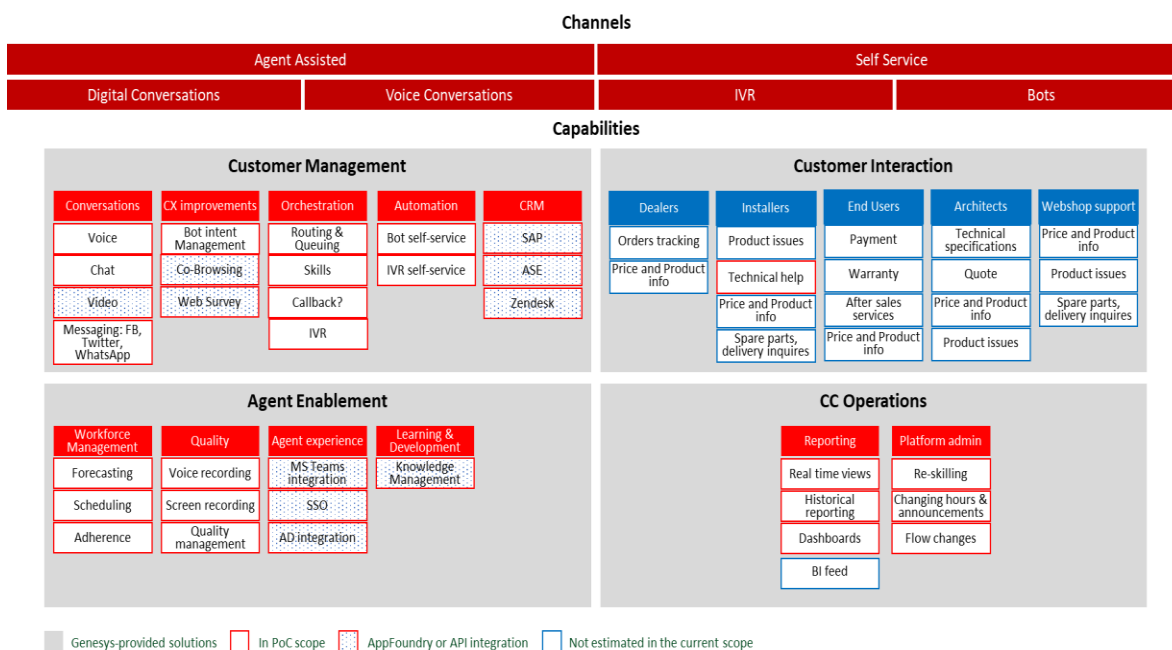 Channels
Agent Assisted
Self Service
Digital Conversations
Voice Conversations
IVR
Bots
Capabilities
Customer Management
Conversations
Voice
Chat
Video
Messaging: FB,
Twitter,
WhatsApp
CX improvements
Bot intent
Management
Co-Browsing
Web Survey
Orchestration
Routing &
Queuing
Skills
Callback?
IVR
Automation
Bot self-service
IVR self-service
CRM
SAP
ASE
Zendesk
Customer Interaction
Dealers
Orders tracking
Price and Product
info
Installers
Product issues
Technical help
Price and Product
info
Spare parts,
delivery inquires
End Users
Payment
Warranty
After sales
services
Price and Product
info
Architects
Technical
specifications
Quote
Price and Product
info
Product issues
Webshop support
Price and Product
info
Product issues
Spare parts,
delivery inquires
Agent Enablement
Workforce
Management
Forecasting
Scheduling
Adherence
Quality
Voice recording
Screen recording
Quality
management
Agent experience
MS Teams
integration
SSO
AD integration
Learning &
Development
Knowledge
Management
CC Operations
Reporting
Real time views
Historical
reporting
Dashboards
BI feed
Platform admin
Re-skilling
Changing hours &
announcements
Flow changes
Genesys-provided solutions
In PoC scope
AppFoundry or API integration
Not estimated in the current scope